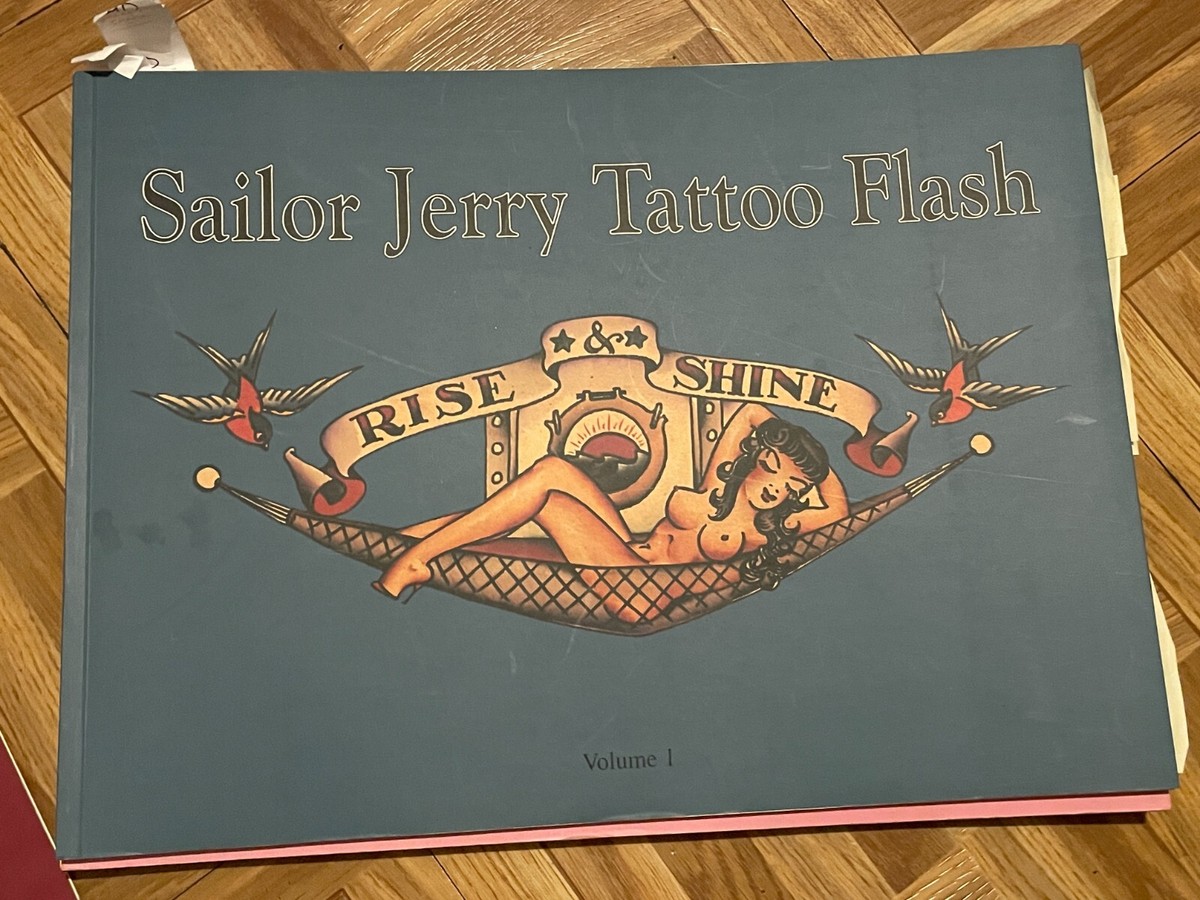 Sailor Jerry Tattoo Flash
RISE & SHINE
Volume 1